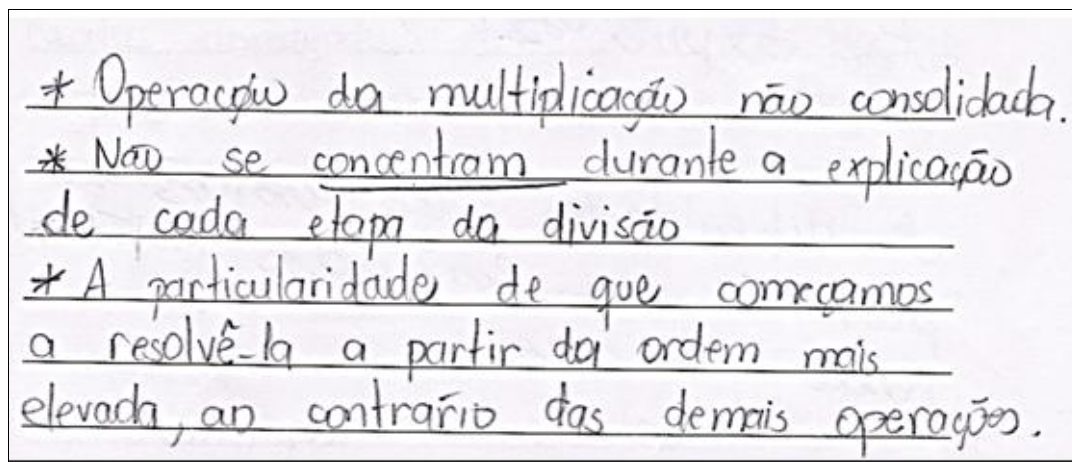 * Operação da multiplicação não consolidada.
* Não se concentram durante a explicação
de cada etapa da divisão
* A particularidade de que começamos
a resolvê-la a partir da ordem mais
elevada, ao contrário das demais operações.